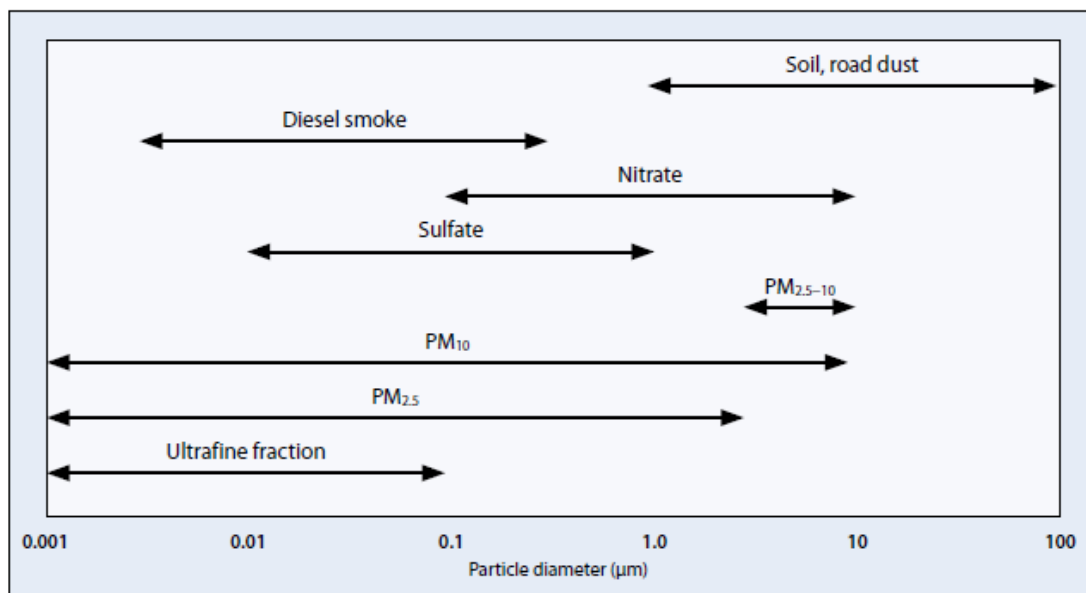 Soil, road dust
Diesel smoke
Nitrate
Sulfate
PM₂.₅₋₁₀
PM₁₀
PM₂.₅
Ultrafine fraction
0.001 0.01 0.1 1.0 10 100
Particle diameter (µm)